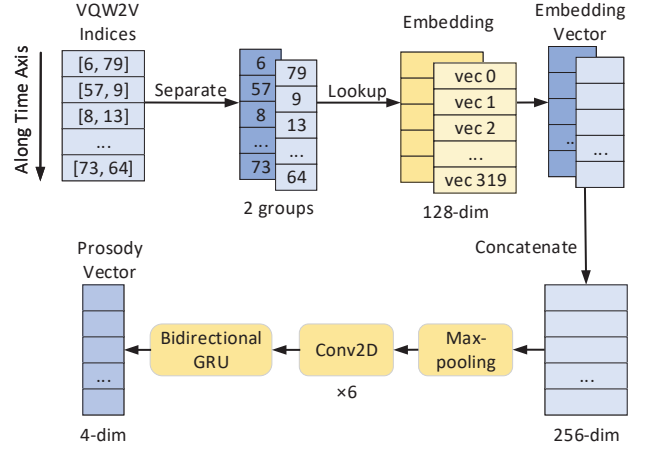 VQW2V
Indices
Along Time Axis
[6, 79]
[57, 9]
[8, 13]
...
[73, 64]
Separate
6
57
8
...
73
79
9
13
...
64
2 groups
Lookup
Embedding
vec 0
vec 1
vec 2
...
vec 319
128-dim
Embedding
Vector
...
...
Concatenate
Prosody
Vector
...
4-dim
Bidirectional
GRU
Conv2D
×6
Max-
pooling
...
256-dim